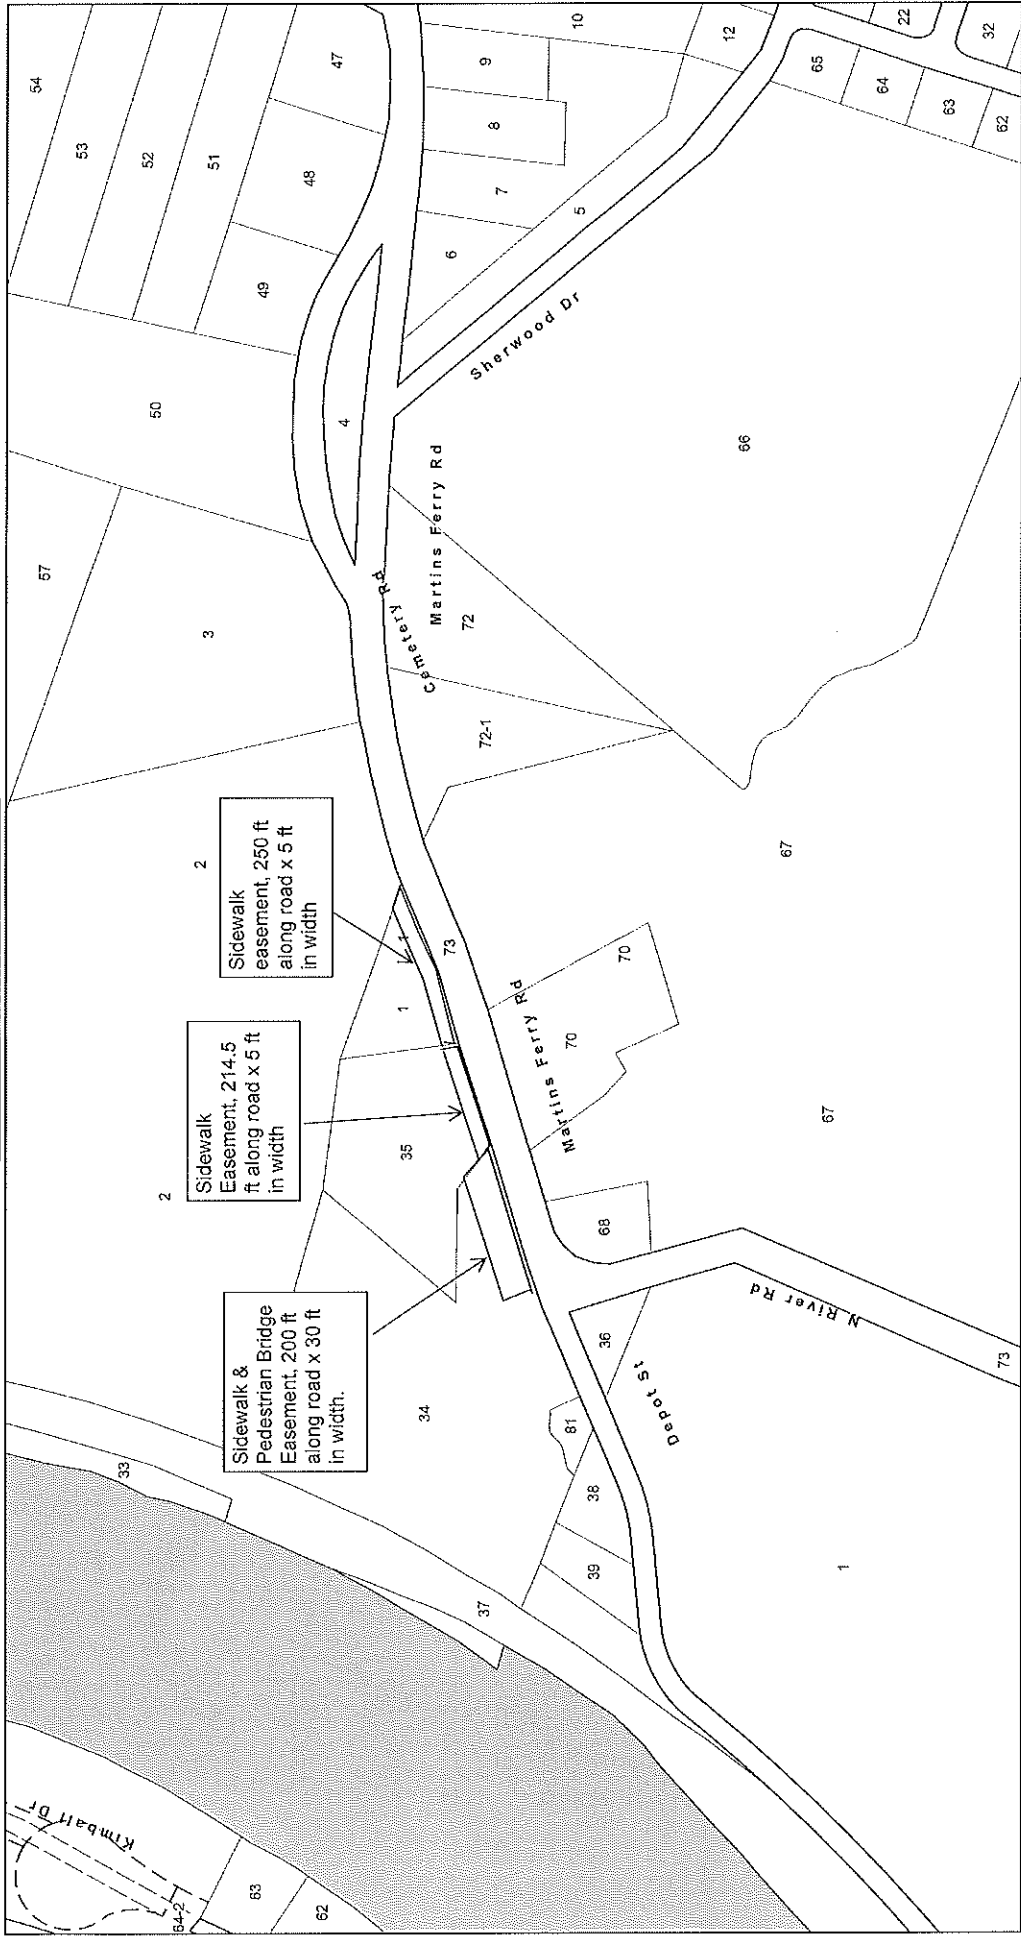 54
53
52
51
47
48
49
50
57
3
10
9
8
7
6
5
12
65
64
63
62
22
32
4
Sherwood Dr
66
Martins Ferry Rd
Cemetery Rd
72
72-1
2
Sidewalk
easement, 250 ft
along road x 5 ft
in width
67
1
1
73
70
70
Martins Ferry Rd
2
Sidewalk
Easement, 214.5
ft along road x 5 ft
in width
35
67
68
Sidewalk &
Pedestrian Bridge
Easement, 200 ft
along road x 30 ft
in width.
34
N River Rd
73
36
Depot St
81
38
39
1
33
37
Kimball Dr
64-2
63
62